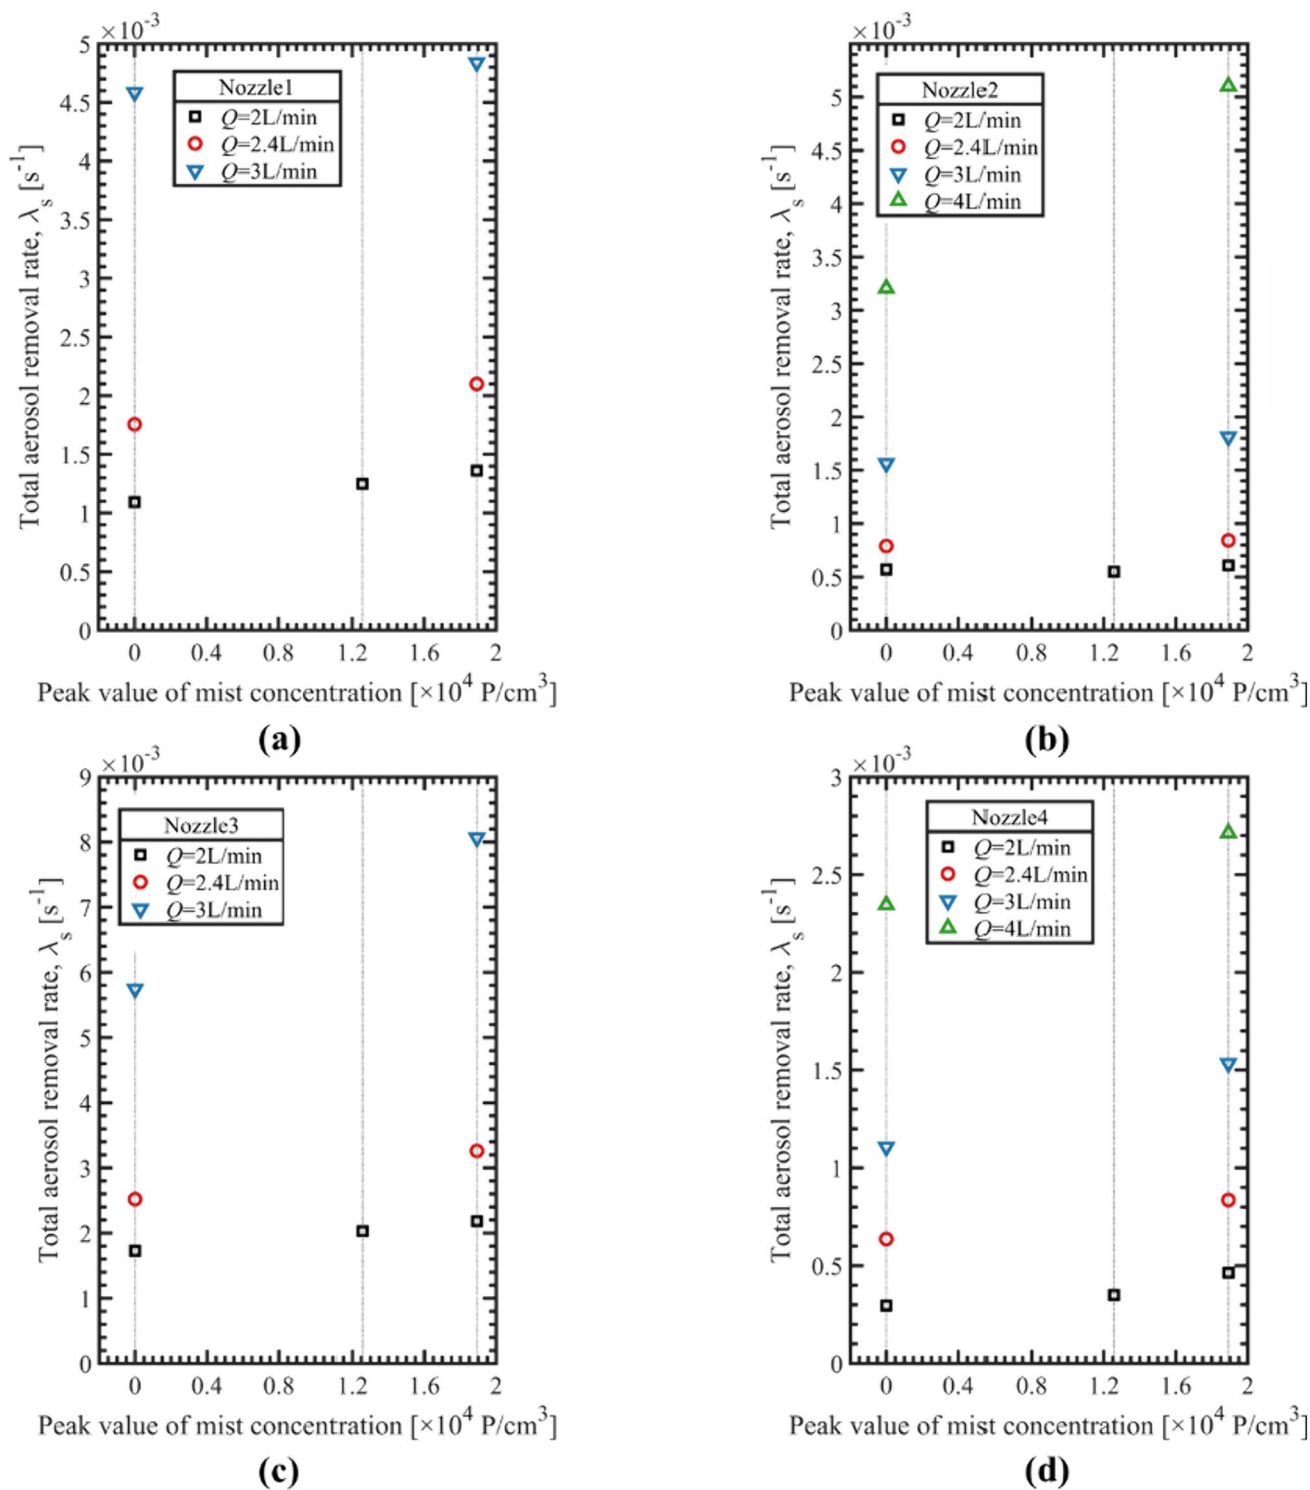 ×10⁻³
Total aerosol removal rate, λₛ [s⁻¹]
5
4.5
4
3.5
3
2.5
2
1.5
1
0.5
0
Nozzle1
Q=2L/min
Q=2.4L/min
Q=3L/min
0 0.4 0.8 1.2 1.6 2
Peak value of mist concentration [×10⁴ P/cm³]
(a)
×10⁻³
Total aerosol removal rate, λₛ [s⁻¹]
5
4.5
4
3.5
3
2.5
2
1.5
1
0.5
0
Nozzle2
Q=2L/min
Q=2.4L/min
Q=3L/min
Q=4L/min
0 0.4 0.8 1.2 1.6 2
Peak value of mist concentration [×10⁴ P/cm³]
(b)
×10⁻³
Total aerosol removal rate, λₛ [s⁻¹]
9
8
7
6
5
4
3
2
1
0
Nozzle3
Q=2L/min
Q=2.4L/min
Q=3L/min
0 0.4 0.8 1.2 1.6 2
Peak value of mist concentration [×10⁴ P/cm³]
(c)
×10⁻³
Total aerosol removal rate, λₛ [s⁻¹]
3
2.5
2
1.5
1
0.5
0
Nozzle4
Q=2L/min
Q=2.4L/min
Q=3L/min
Q=4L/min
0 0.4 0.8 1.2 1.6 2
Peak value of mist concentration [×10⁴ P/cm³]
(d)